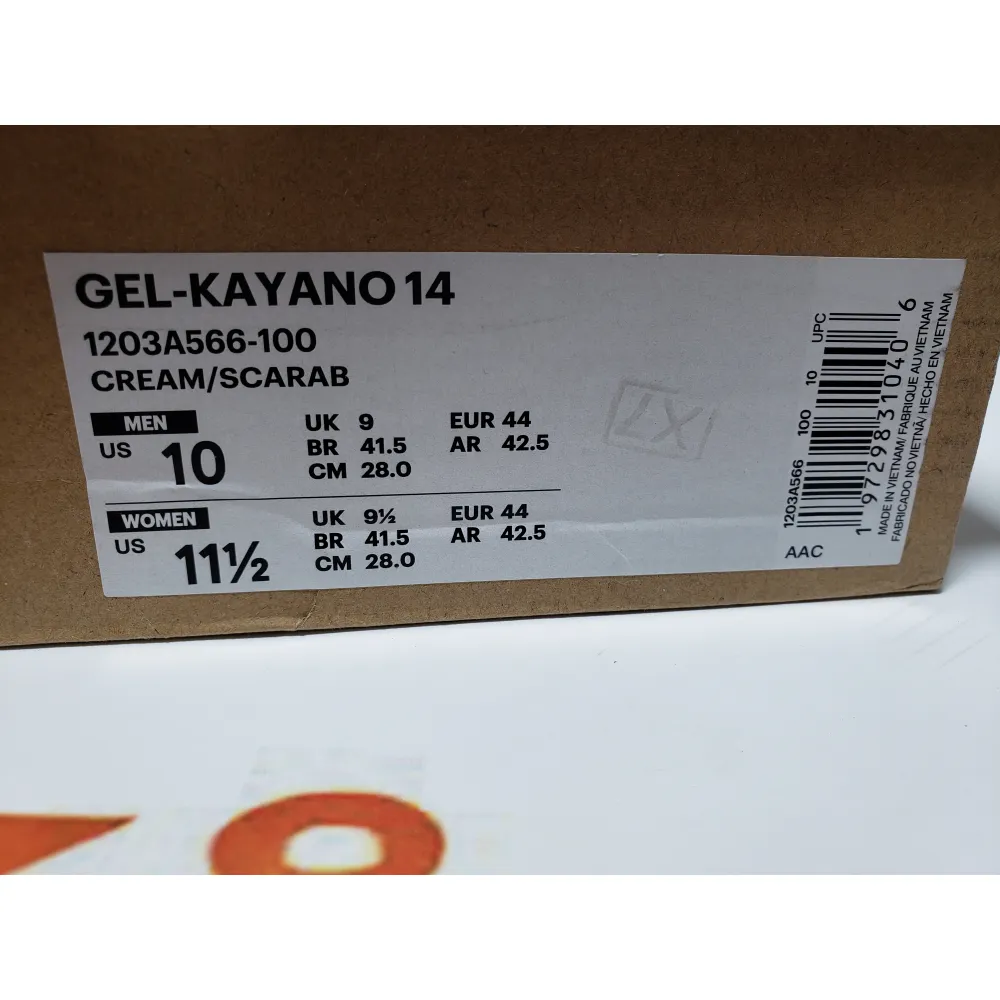 GEL-KAYANO 14
1203A566-100
CREAM/SCARAB
MEN
US 10
UK 9
BR 41.5
CM 28.0
EUR 44
AR 42.5
WOMEN
US 11½
UK 9½
BR 41.5
CM 28.0
EUR 44
AR 42.5
1203A566 100 10 UPC
1 97298 31040 6
MADE IN VIETNAM/ FABRIQUE AU VIETNAM
FABRICADO NO VIETNÃ/ HECHO EN VIETNAM
AAC